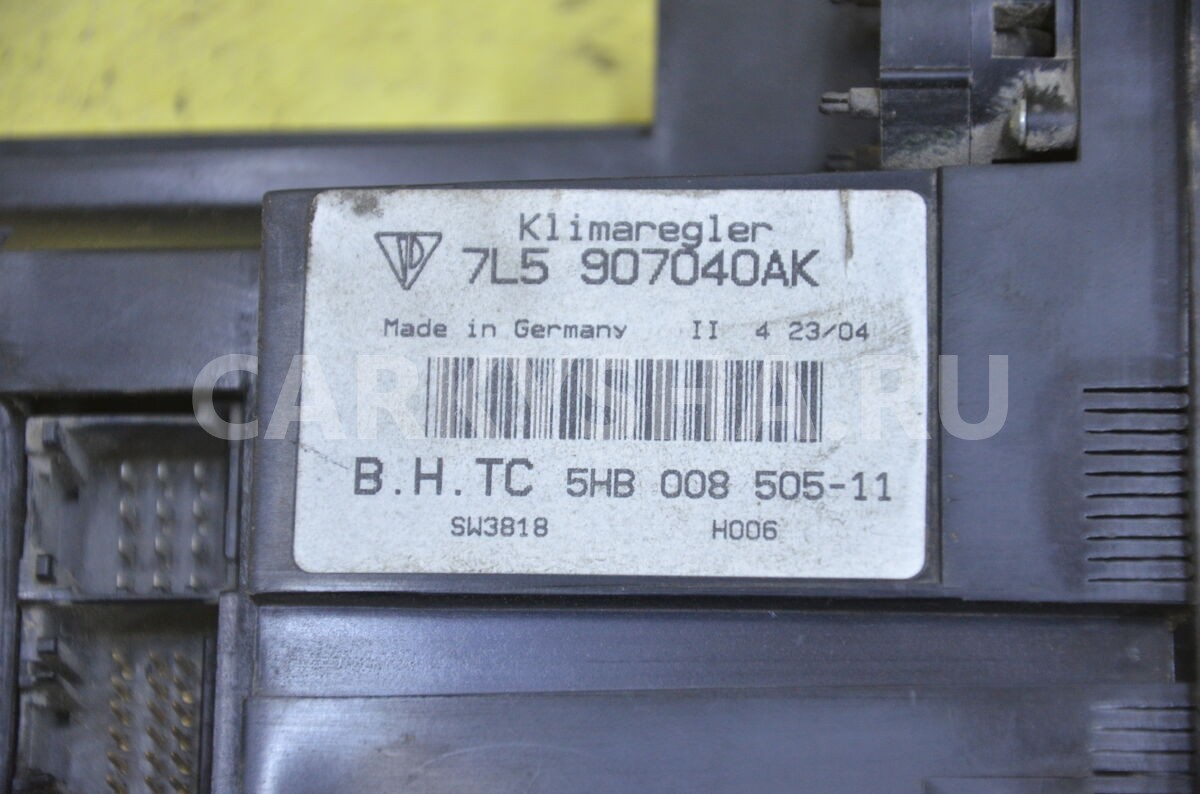 Klimaregler
7L5 907040AK
Made in Germany II 4 23/04
B.H.TC 5HB 008 505-11
SW3818 H006